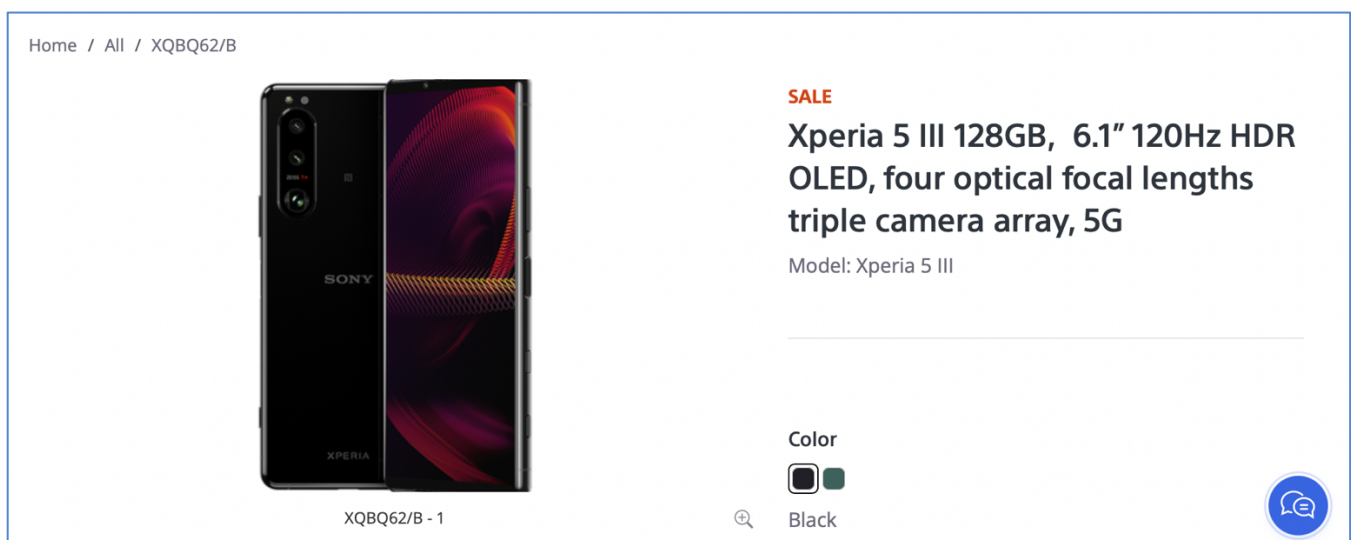 Home / All / XQBQ62/B
SALE
Xperia 5 III 128GB, 6.1” 120Hz HDR
OLED, four optical focal lengths
triple camera array, 5G
Model: Xperia 5 III
SONY
XPERIA
XQBQ62/B - 1
Color
Black